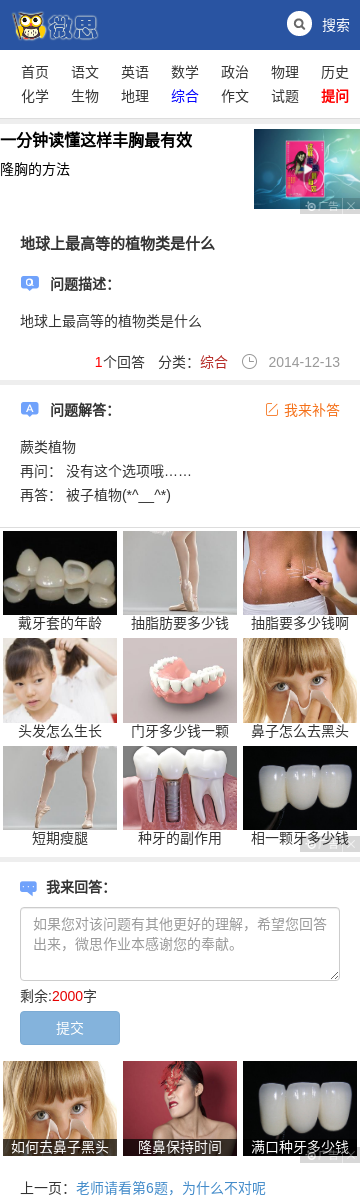 微思
搜索
首页 语文 英语 数学 政治 物理 历史
化学 生物 地理 综合 作文 试题 提问
一分钟读懂这样丰胸最有效
隆胸的方法
广告
地球上最高等的植物类是什么
问题描述:
地球上最高等的植物类是什么
1个回答 分类:综合 2014-12-13
问题解答:
我来补答
蕨类植物
再问: 没有这个选项哦……
再答: 被子植物(*^__^*)
戴牙套的年龄 抽脂肪要多少钱 抽脂要多少钱啊
头发怎么生长 门牙多少钱一颗 鼻子怎么去黑头
短期瘦腿 种牙的副作用 相一颗牙多少钱
广告
我来回答:
如果您对该问题有其他更好的理解，希望您回答
出来，微思作业本感谢您的奉献。
剩余:2000字
提交
如何去鼻子黑头 隆鼻保持时间 满口种牙多少钱
广告
上一页：老师请看第6题，为什么不对呢